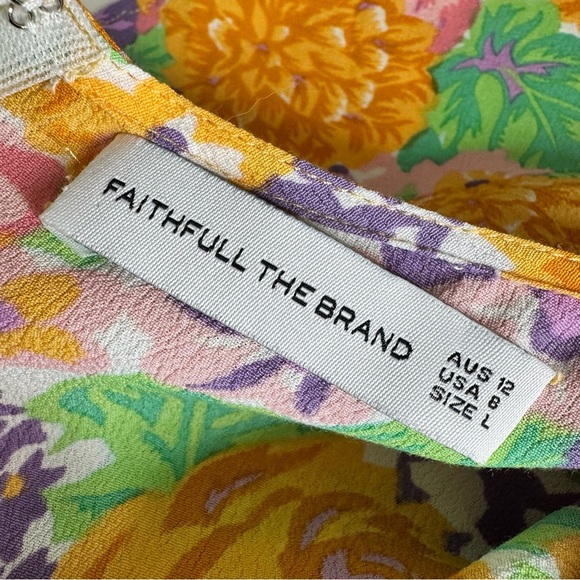 FAITHFULL THE BRAND
AUS 12
USA 8
SIZE L